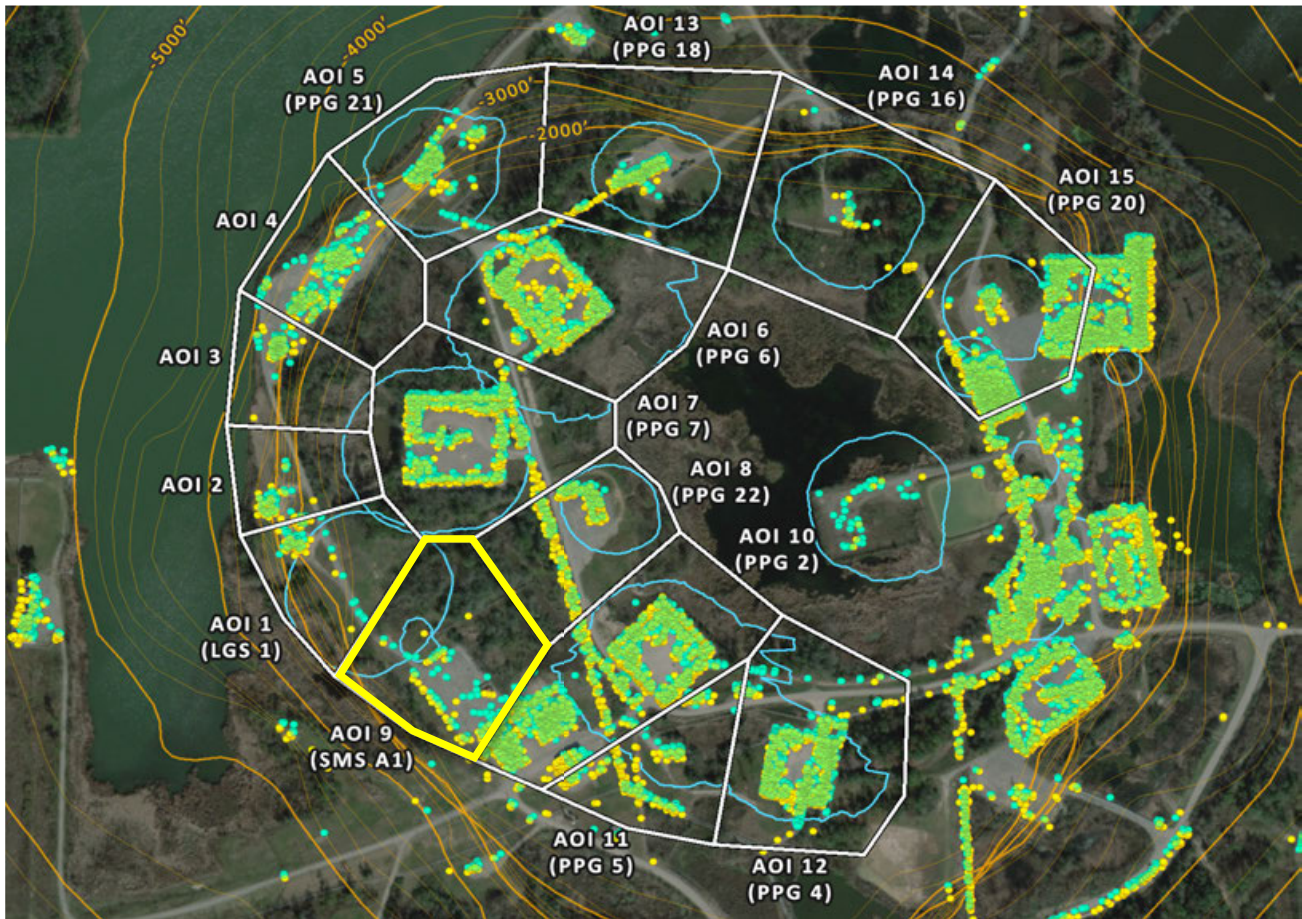 -5000'
-4000'
AOI 13
(PPG 18)
AOI 5
(PPG 21)
AOI 14
(PPG 16)
-3000'
-2000'
AOI 15
(PPG 20)
AOI 4
AOI 3
AOI 6
(PPG 6)
AOI 7
(PPG 7)
AOI 8
(PPG 22)
AOI 2
AOI 10
(PPG 2)
AOI 1
(LGS 1)
AOI 9
(SMS A1)
AOI 11
(PPG 5)
AOI 12
(PPG 4)